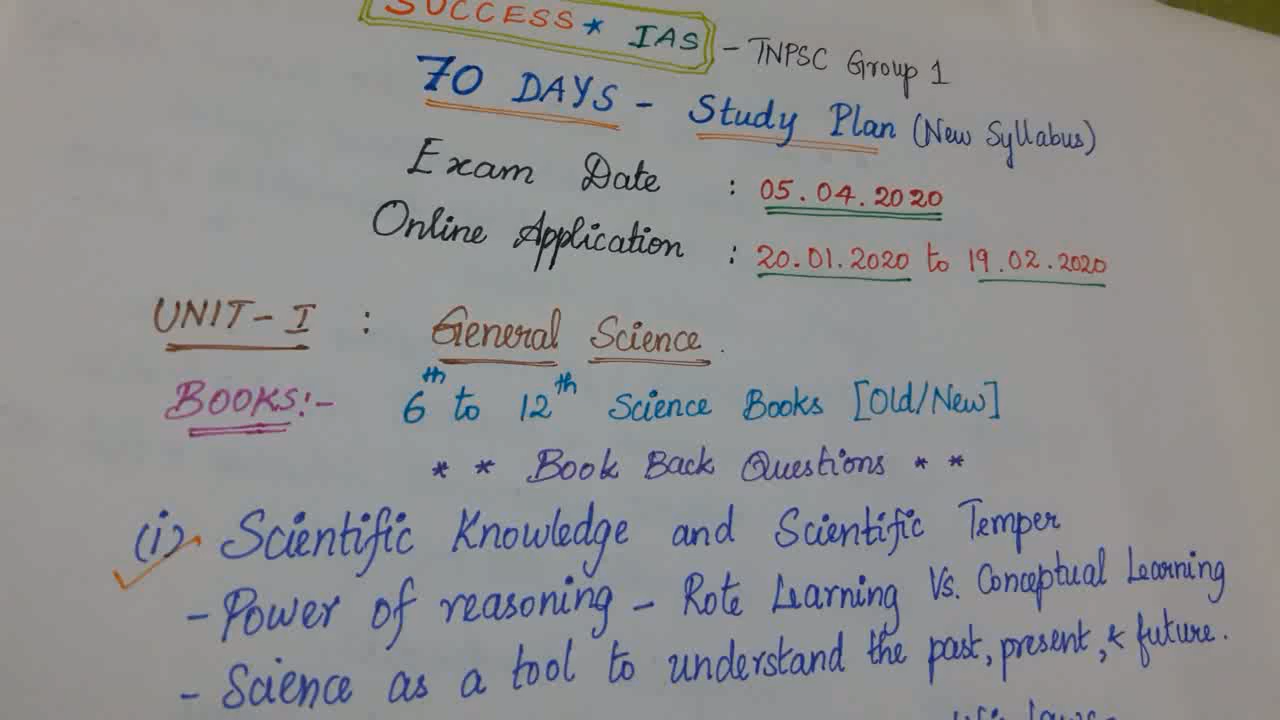 SUCCESS * IAS - TNPSC Group 1
70 DAYS - Study Plan (New Syllabus)
Exam Date : 05.04.2020
Online Application : 20.01.2020 to 19.02.2020
UNIT-I : General Science.
BOOKS:- 6th to 12th Science Books [Old/New]
* * Book Back Questions * *
(i) Scientific Knowledge and Scientific Temper
- Power of reasoning - Rote Learning Vs. Conceptual Learning
- Science as a tool to understand the past, present, & future.